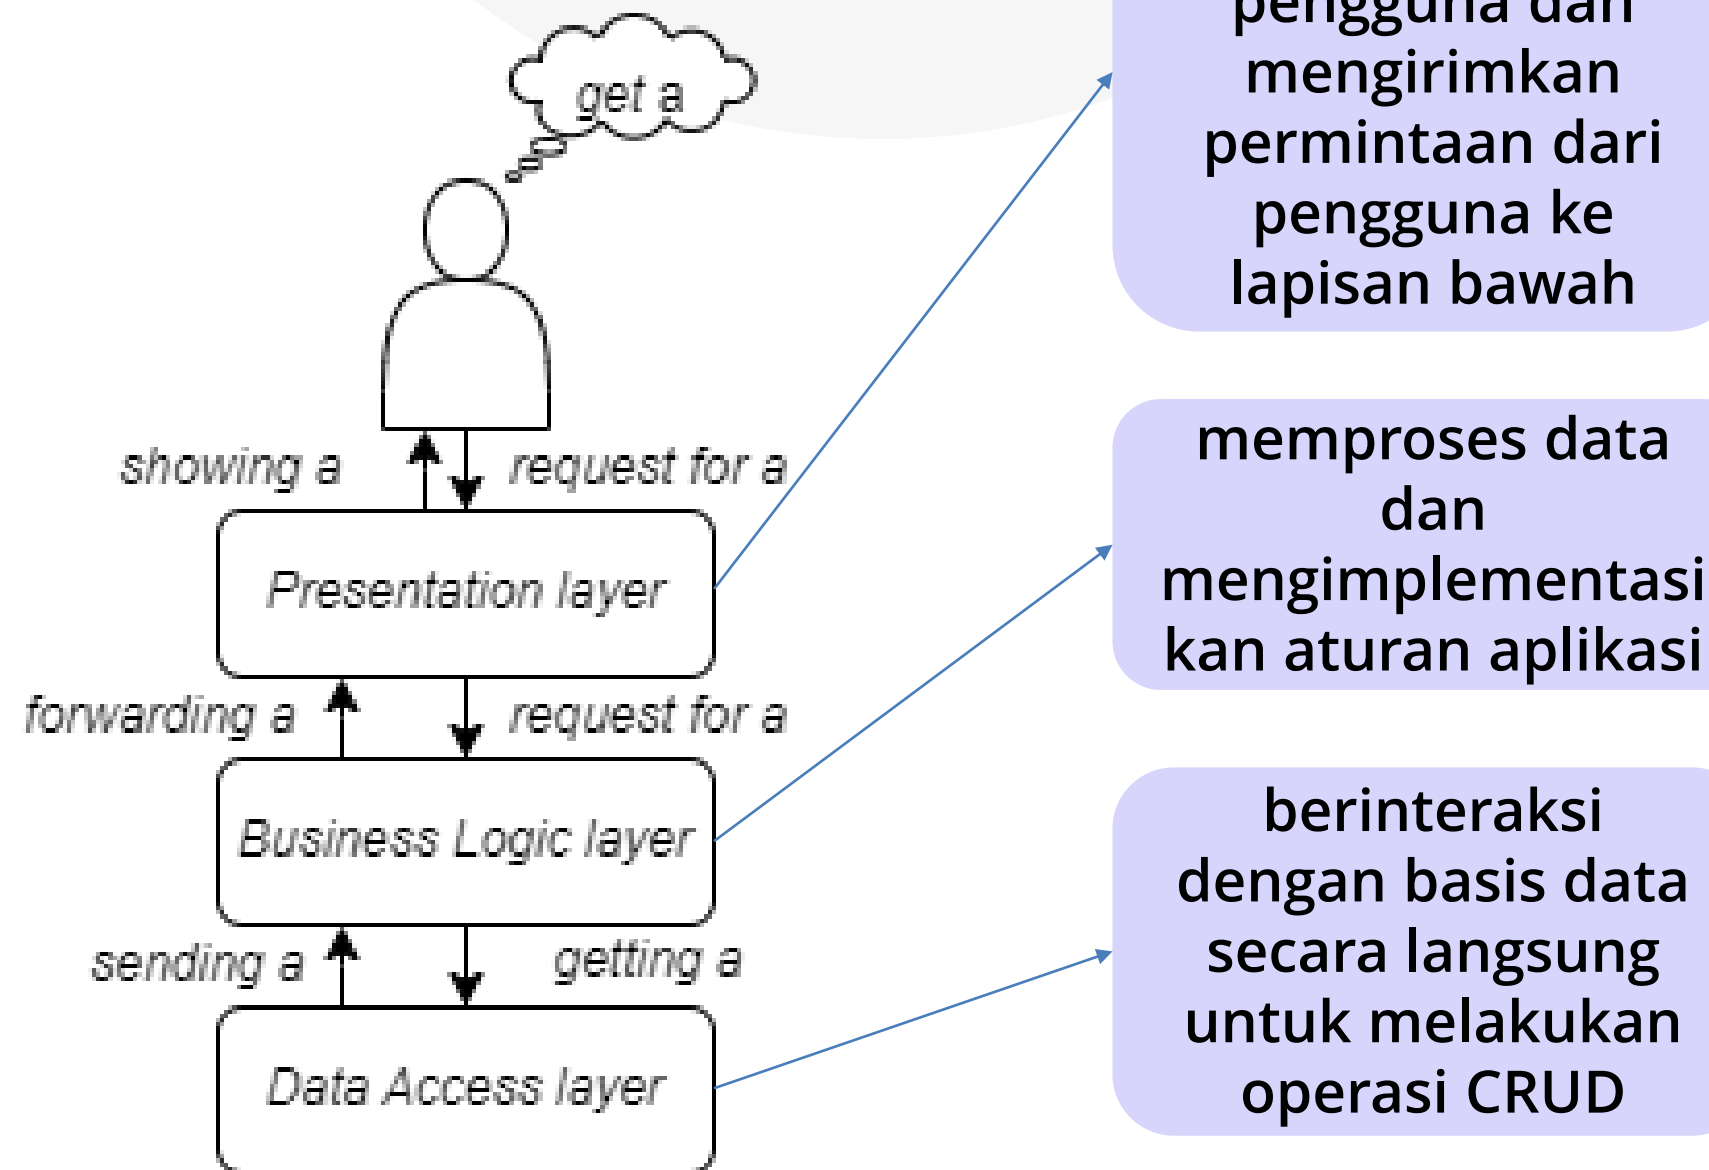 get a
showing a
request for a
Presentation layer
forwarding a
request for a
Business Logic layer
sending a
getting a
Data Access layer
pengguna dan
mengirimkan
permintaan dari
pengguna ke
lapisan bawah
memproses data
dan
mengimplementasi
kan aturan aplikasi
berinteraksi
dengan basis data
secara langsung
untuk melakukan
operasi CRUD